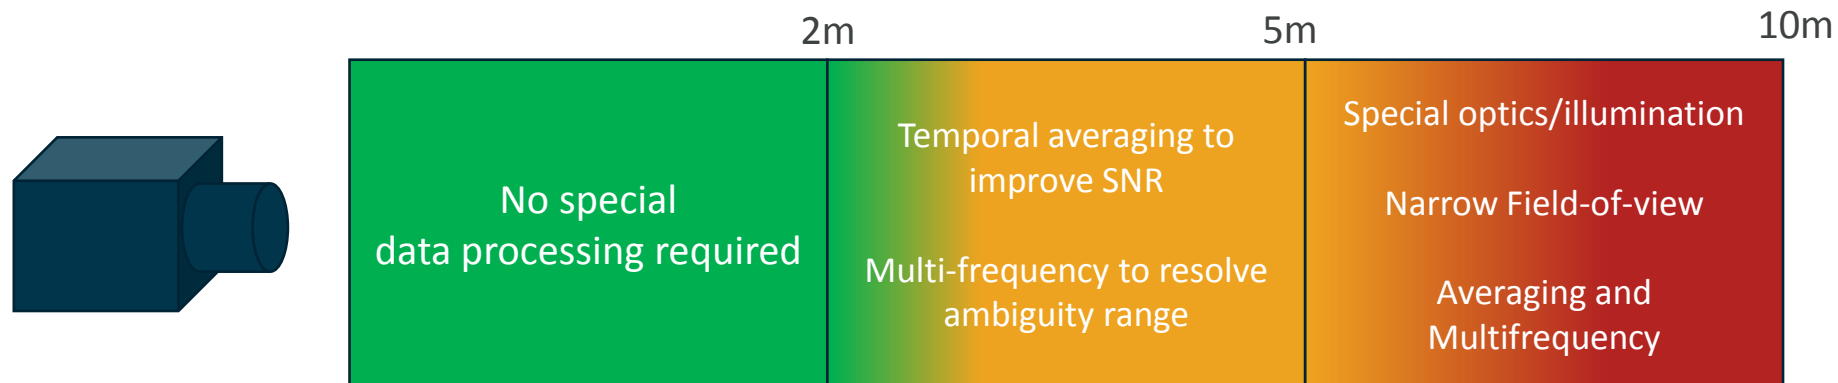 2m
5m
10m
No special
data processing required
Temporal averaging to
improve SNR
Multi-frequency to resolve
ambiguity range
Special optics/illumination
Narrow Field-of-view
Averaging and
Multifrequency